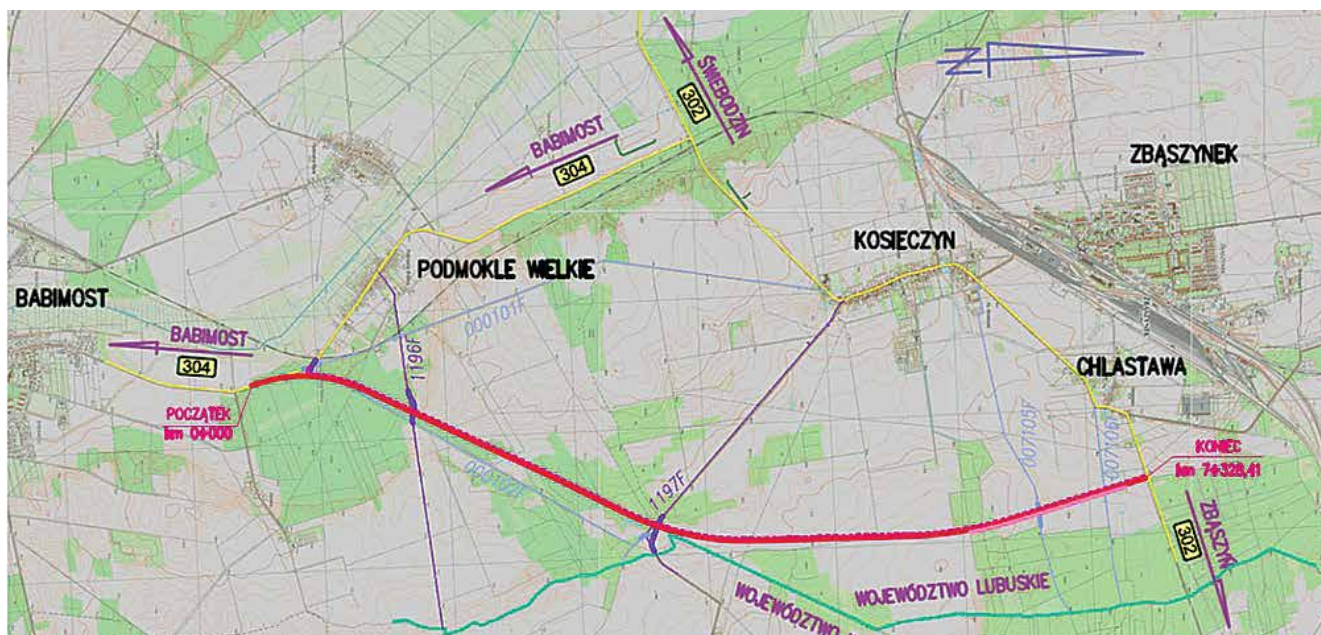 ŚWIEBODZIN
302
N
BABIMOST
304
ZBĄSZYNEK
KOSIECZYN
PODMOKLE WIELKIE
BABIMOST
000101F
BABIMOST
304
1196F
CHLASTAWA
POCZĄTEK
km 0+000
007105F
KONIEC
km 7+328,41
1197F
302
ZBĄSZYŃ
WOJEWÓDZTWO LUBUSKIE
WOJEWÓDZTWO